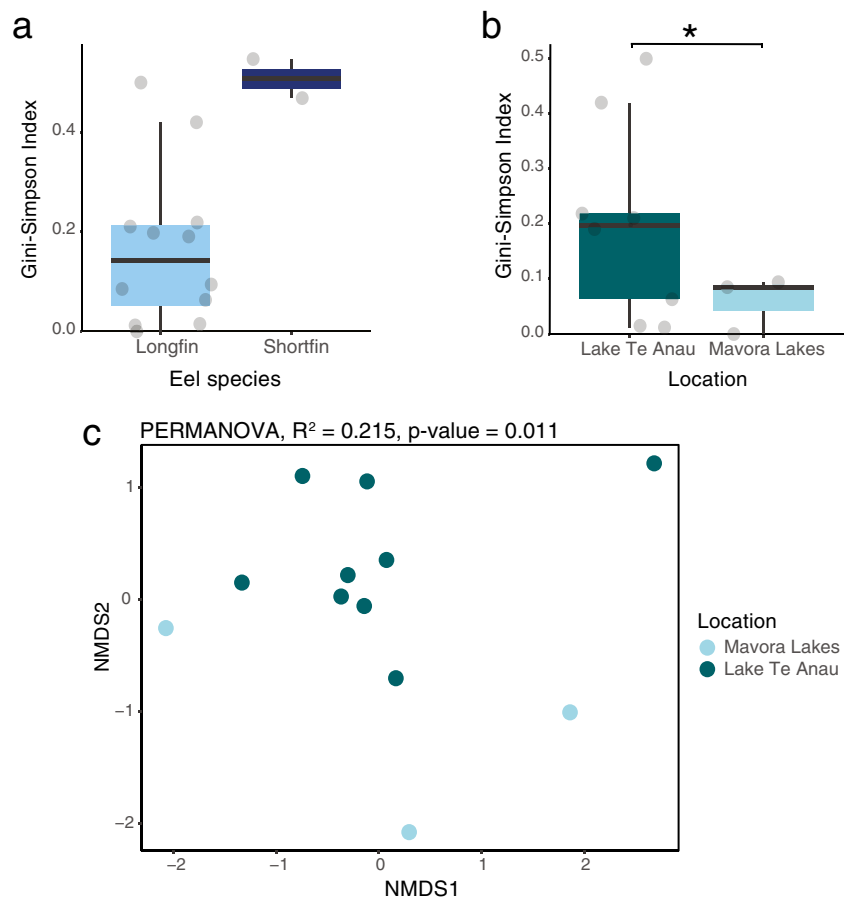 a
Gini-Simpson Index
0.4
0.2
0.0
Longfin
Shortfin
Eel species
b
*
Gini-Simpson Index
0.5
0.4
0.3
0.2
0.1
0.0
Lake Te Anau
Mavora Lakes
Location
c
PERMANOVA, R² = 0.215, p-value = 0.011
NMDS2
1
0
−1
−2
−2
−1
0
1
2
NMDS1
Location
Mavora Lakes
Lake Te Anau